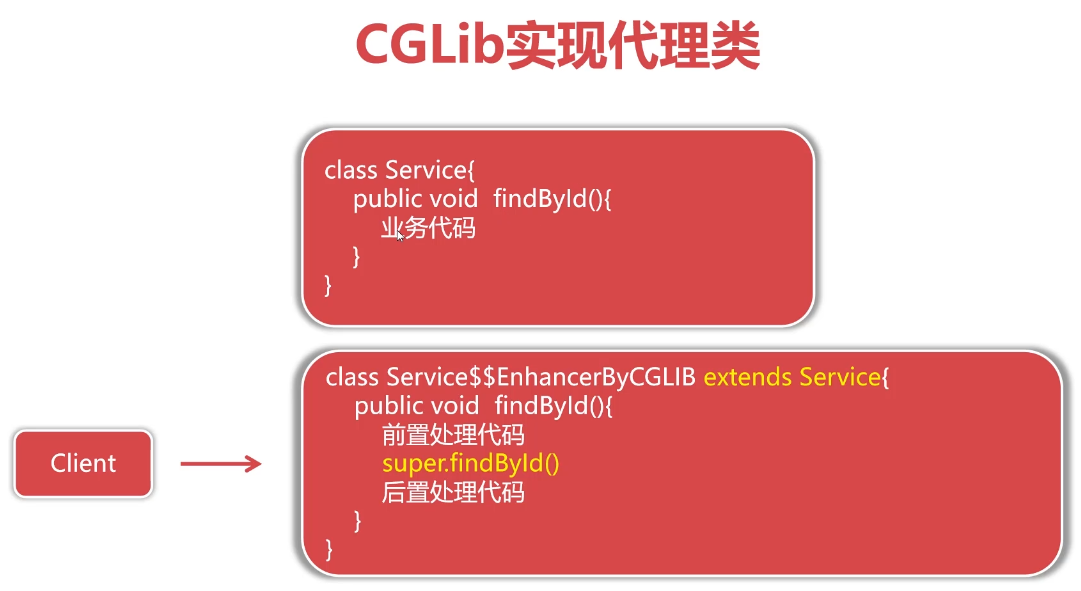 CGLib实现代理类
class Service{
public void findById(){
业务代码
}
}
class Service$$EnhancerByCGLIB extends Service{
public void findById(){
前置处理代码
super.findById()
后置处理代码
}
}
Client